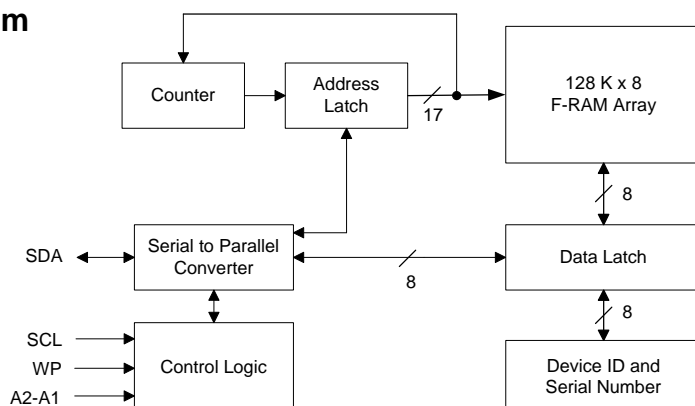 m
Counter
Address
Latch
17
128 K x 8
F-RAM Array
8
SDA
Serial to Parallel
Converter
8
Data Latch
8
SCL
WP
A2-A1
Control Logic
Device ID and
Serial Number